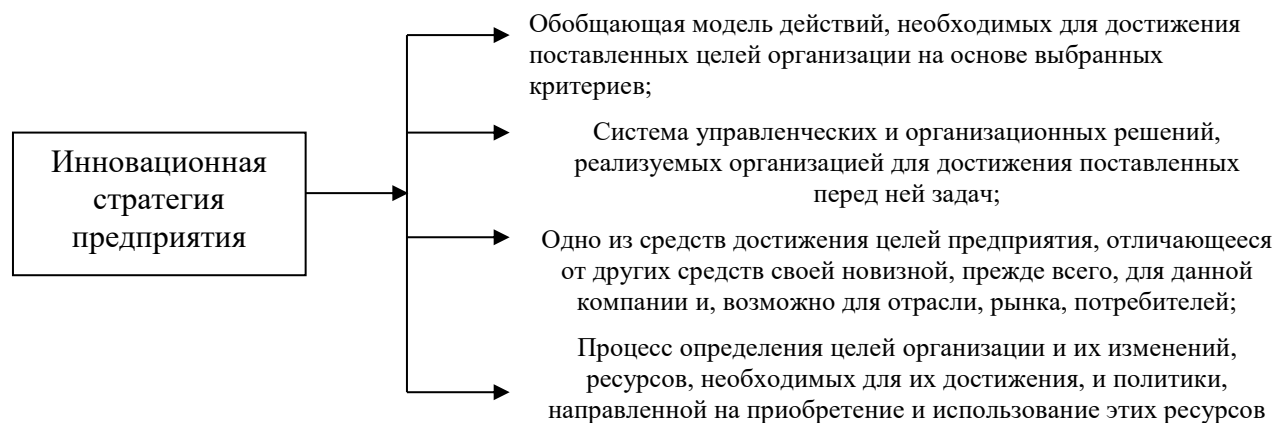 Обобщающая модель действий, необходимых для достижения
поставленных целей организации на основе выбранных
критериев;
Система управленческих и организационных решений,
реализуемых организацией для достижения поставленных
перед ней задач;
Инновационная
стратегия
предприятия
Одно из средств достижения целей предприятия, отличающееся
от других средств своей новизной, прежде всего, для данной
компании и, возможно для отрасли, рынка, потребителей;
Процесс определения целей организации и их изменений,
ресурсов, необходимых для их достижения, и политики,
направленной на приобретение и использование этих ресурсов